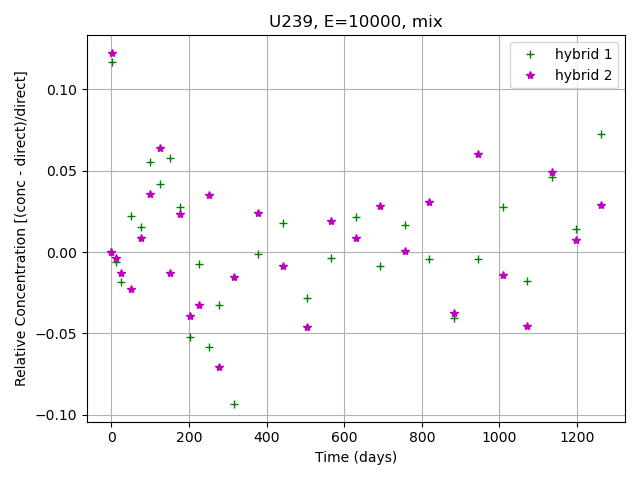 U239, E=10000, mix
hybrid 1
hybrid 2
Relative Concentration [(conc - direct)/direct]
0.10
0.05
0.00
−0.05
−0.10
0 200 400 600 800 1000 1200
Time (days)